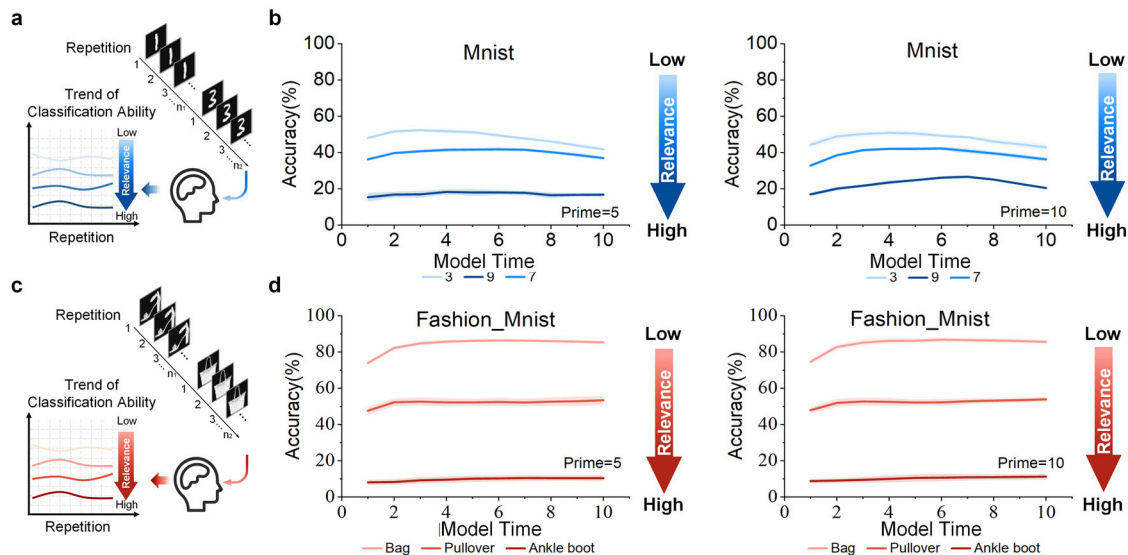 a
Repetition
1
2
3
...
n1
1
2
3
...
n2
Trend of
Classification Ability
Low
Relevance
High
Repetition
b
Mnist
Accuracy(%)
100
80
60
40
20
0
Prime=5
0 2 4 6 8 10
Model Time
3 9 7
Low
Relevance
High
Mnist
Accuracy(%)
100
80
60
40
20
0
Prime=10
0 2 4 6 8 10
Model Time
3 9 7
Low
Relevance
High
c
Repetition
1
2
3
...
n1
1
2
3
...
n2
Trend of
Classification Ability
Low
Relevance
High
Repetition
d
Fashion_Mnist
Accuracy(%)
100
80
60
40
20
0
Prime=5
0 2 4 6 8 10
Model Time
Bag Pullover Ankle boot
Low
Relevance
High
Fashion_Mnist
Accuracy(%)
100
80
60
40
20
0
Prime=10
0 2 4 6 8 10
Model Time
Bag Pullover Ankle boot
Low
Relevance
High